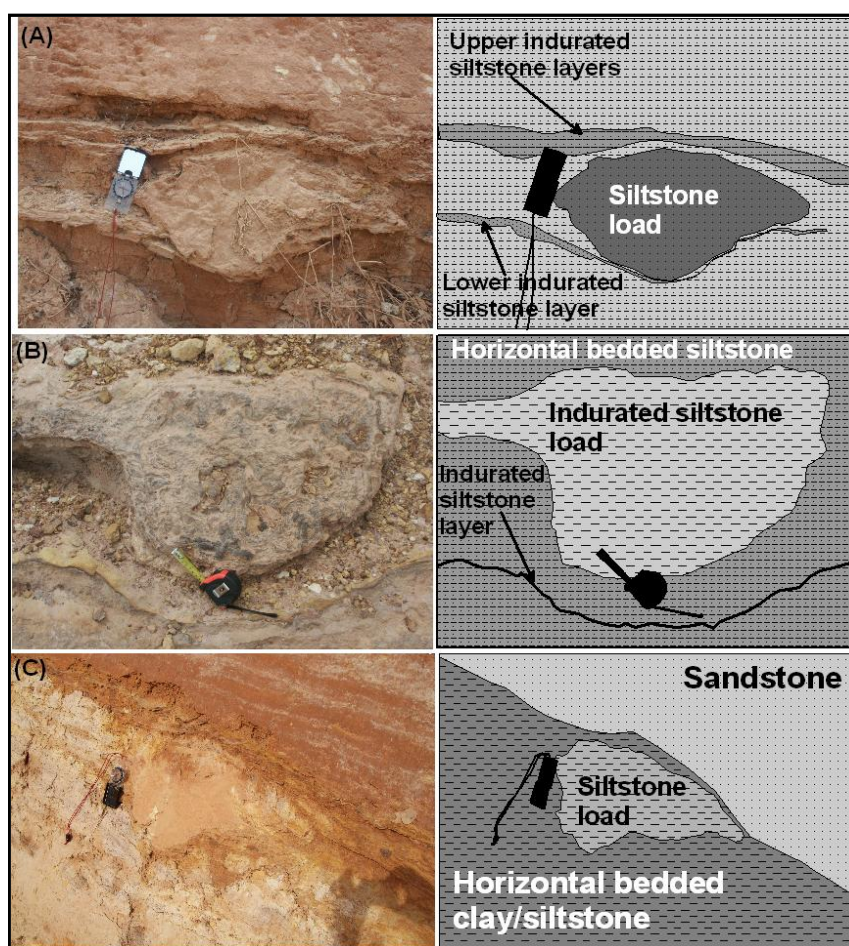 (A)
Upper indurated
siltstone layers
Siltstone
load
Lower indurated
siltstone layer
(B)
Horizontal bedded siltstone
Indurated siltstone
load
Indurated
siltstone
layer
(C)
Sandstone
Siltstone
load
Horizontal bedded
clay/siltstone